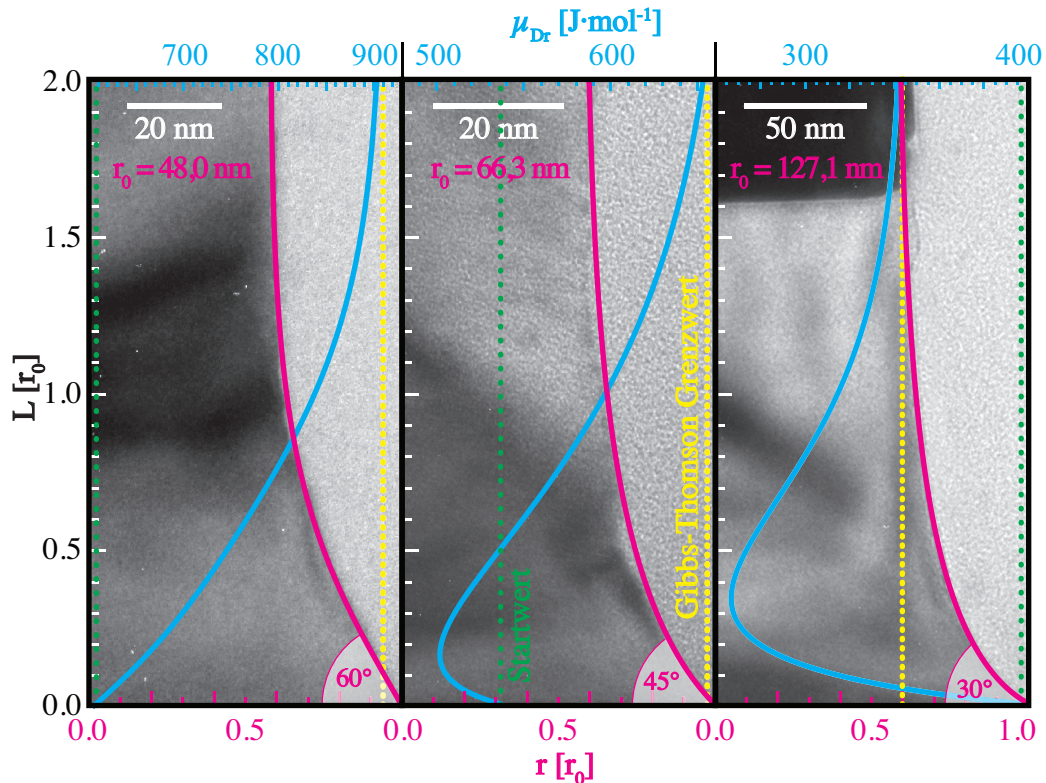 μDr [J·mol-1]
700 800 900 500 600 300 400
2.0
20 nm 20 nm 50 nm
r0 = 48,0 nm r0 = 66,3 nm r0 = 127,1 nm
1.5
L [r0]
1.0
0.5
Startwert
Gibbs-Thomson Grenzwert
60° 45° 30°
0.0
0.0 0.5 0.0 0.5 0.0 0.5 1.0
r [r0]